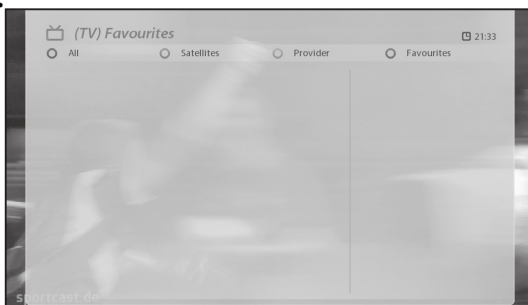 (TV) Favourites
21:33
All Satellites Provider Favourites
sportcast.de